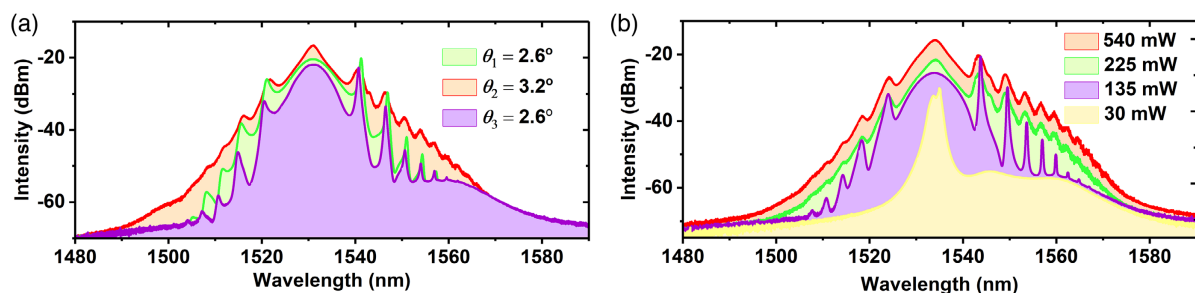 (a)
Intensity (dBm)
-20
-40
-60
θ1 = 2.6°
θ2 = 3.2°
θ3 = 2.6°
1480 1500 1520 1540 1560 1580
Wavelength (nm)
(b)
Intensity (dBm)
-20
-40
-60
540 mW
225 mW
135 mW
30 mW
1480 1500 1520 1540 1560 1580
Wavelength (nm)